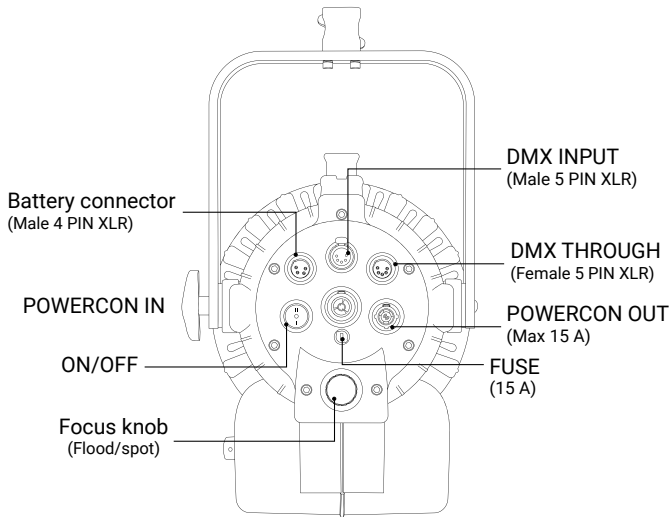 DMX INPUT
(Male 5 PIN XLR)
Battery connector
(Male 4 PIN XLR)
DMX THROUGH
(Female 5 PIN XLR)
POWERCON IN
POWERCON OUT
(Max 15 A)
ON/OFF
FUSE
(15 A)
Focus knob
(Flood/spot)